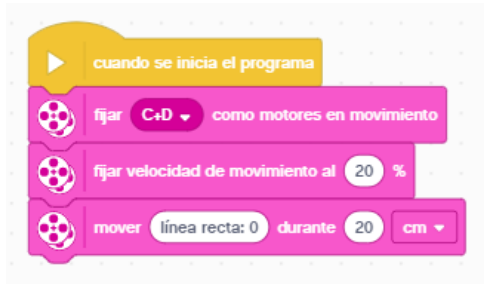 cuando se inicia el programa
fijar C+D como motores en movimiento
fijar velocidad de movimiento al 20 %
mover línea recta: 0 durante 20 cm